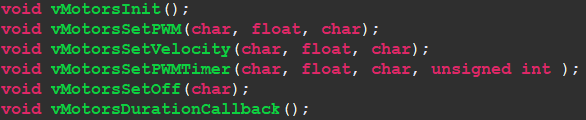 void vMotorsInit();
void vMotorsSetPWM(char, float, char);
void vMotorsSetVelocity(char, float, char);
void vMotorsSetPWMTimer(char, float, char, unsigned int );
void vMotorsSetOff(char);
void vMotorsDurationCallback();